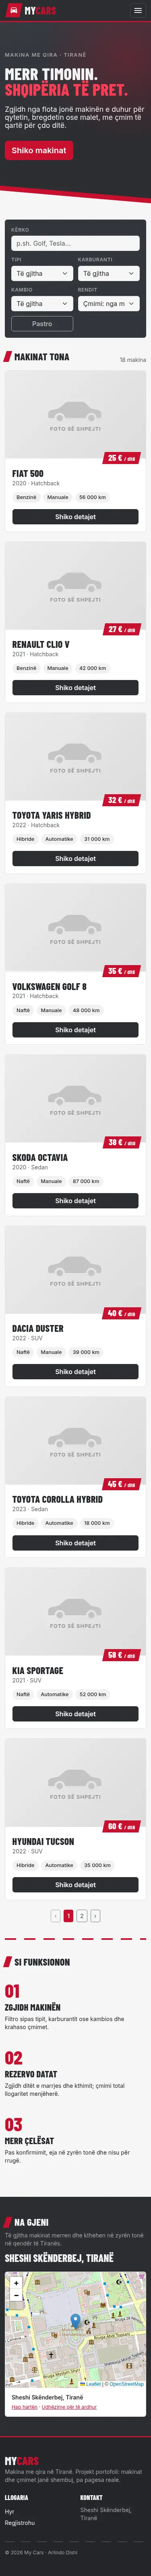 MYCARS
MAKINA ME QIRA · TIRANË
MERR TIMONIN.
SHQIPËRIA TË PRET.
Zgjidh nga flota jonë makinën e duhur për
qytetin, bregdetin ose malet, me çmim të
qartë për çdo ditë.
Shiko makinat
KËRKO
p.sh. Golf, Tesla...
TIPI
KARBURANTI
Të gjitha
Të gjitha
KAMBIO
RENDIT
Të gjitha
Çmimi: nga m
Pastro
MAKINAT TONA
18 makina
FOTO SË SHPEJTI
25 € / ditë
FIAT 500
2020 · Hatchback
Benzinë
Manuale
56 000 km
Shiko detajet
FOTO SË SHPEJTI
27 € / ditë
RENAULT CLIO V
2021 · Hatchback
Benzinë
Manuale
42 000 km
Shiko detajet
FOTO SË SHPEJTI
32 € / ditë
TOYOTA YARIS HYBRID
2022 · Hatchback
Hibride
Automatike
31 000 km
Shiko detajet
FOTO SË SHPEJTI
35 € / ditë
VOLKSWAGEN GOLF 8
2021 · Hatchback
Naftë
Manuale
48 000 km
Shiko detajet
FOTO SË SHPEJTI
38 € / ditë
SKODA OCTAVIA
2020 · Sedan
Naftë
Manuale
87 000 km
Shiko detajet
FOTO SË SHPEJTI
40 € / ditë
DACIA DUSTER
2022 · SUV
Naftë
Manuale
39 000 km
Shiko detajet
FOTO SË SHPEJTI
45 € / ditë
TOYOTA COROLLA HYBRID
2023 · Sedan
Hibride
Automatike
18 000 km
Shiko detajet
FOTO SË SHPEJTI
58 € / ditë
KIA SPORTAGE
2021 · SUV
Naftë
Automatike
52 000 km
Shiko detajet
FOTO SË SHPEJTI
60 € / ditë
HYUNDAI TUCSON
2022 · SUV
Hibride
Automatike
35 000 km
Shiko detajet
‹ 1 2 ›
SI FUNKSIONON
01
ZGJIDH MAKINËN
Filtro sipas tipit, karburantit ose kambios dhe
krahaso çmimet.
02
REZERVO DATAT
Zgjidh ditët e marrjes dhe kthimit; çmimi total
llogaritet menjëherë.
03
MERR ÇELËSAT
Pas konfirmimit, eja në zyrën tonë dhe nisu për
rrugë.
NA GJENI
Të gjitha makinat merren dhe kthehen në zyrën tonë
në qendër të Tiranës.
SHESHI SKËNDERBEJ, TIRANË
+
−
Leaflet | © OpenStreetMap
Sheshi Skënderbej, Tiranë
Hap hartën · Udhëzime për të ardhur
MYCARS
Makina me qira në Tiranë. Projekt portofoli: makinat
dhe çmimet janë shembuj, pa pagesa reale.
LLOGARIA
KONTAKT
Hyr
Regjistrohu
Sheshi Skënderbej,
Tiranë
© 2026 My Cars · Arlindo Dishi